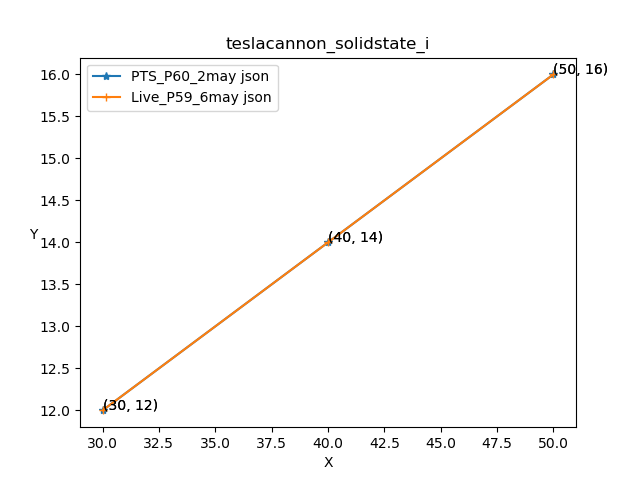 teslacannon_solidstate_i
PTS_P60_2may json
Live_P59_6may json
(50, 16)
(40, 14)
(30, 12)
16.0
15.5
15.0
14.5
14.0
13.5
13.0
12.5
12.0
Y
30.0 32.5 35.0 37.5 40.0 42.5 45.0 47.5 50.0
X